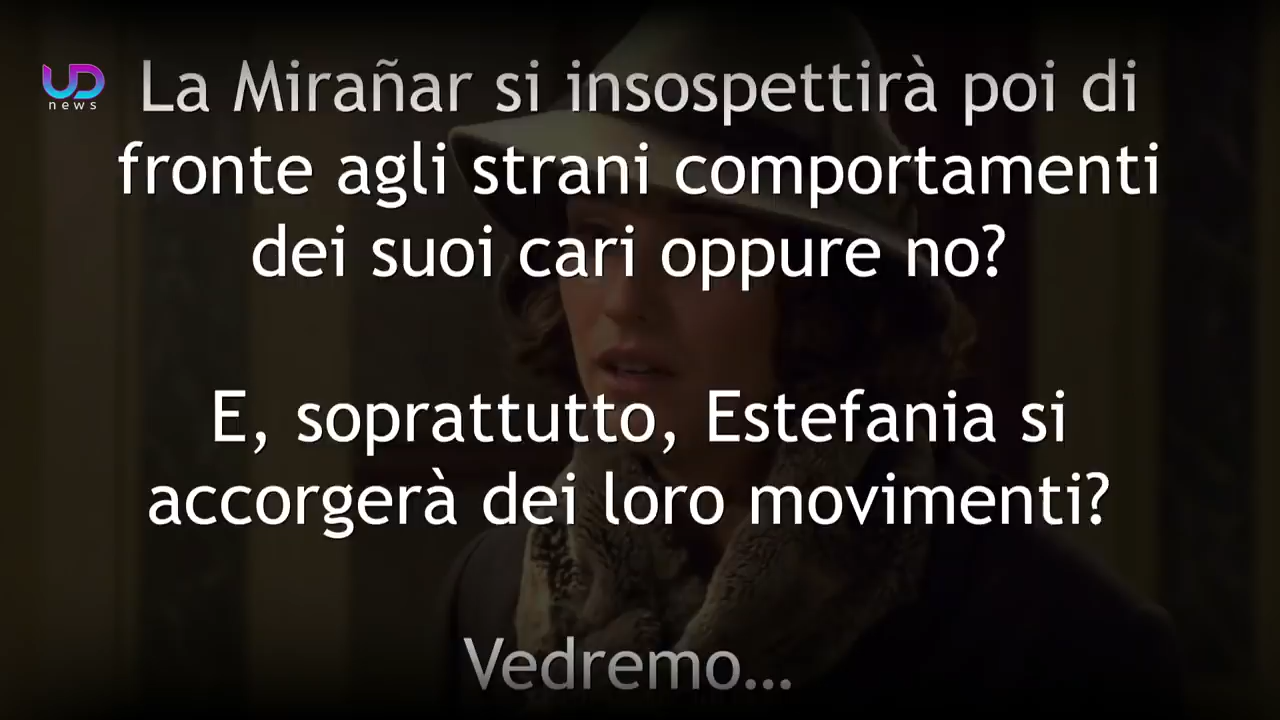 UD
news
La Mirañar si insospettirà poi di
fronte agli strani comportamenti
dei suoi cari oppure no?
E, soprattutto, Estefania si
accorgerà dei loro movimenti?
Vedremo...